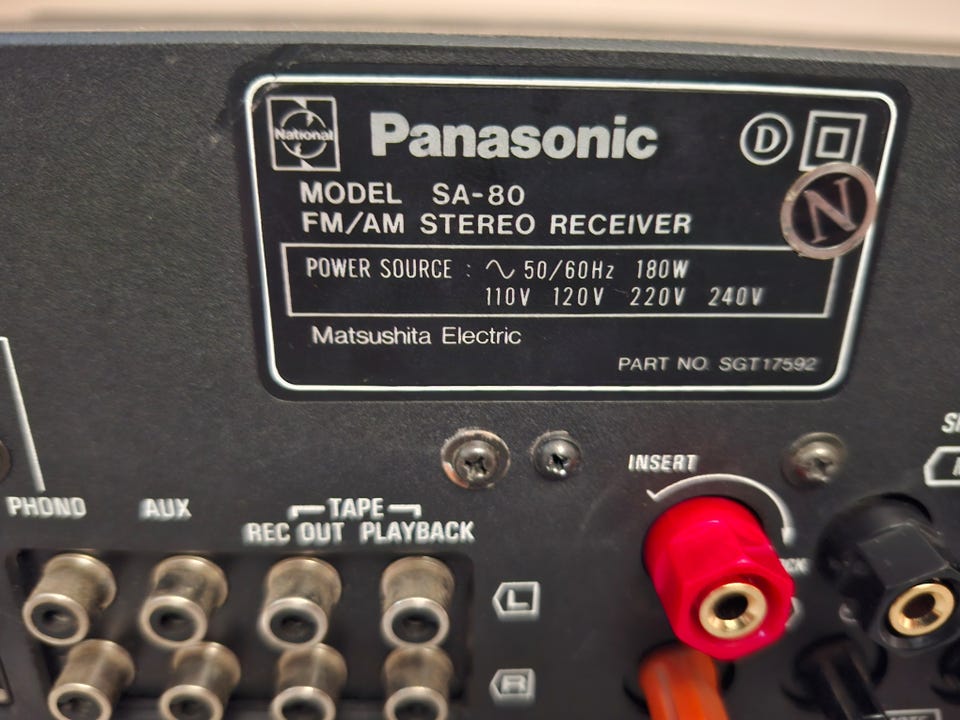 National
Panasonic
D
N
MODEL SA-80
FM/AM STEREO RECEIVER
POWER SOURCE : ∿ 50/60Hz 180W
110V 120V 220V 240V
Matsushita Electric
PART NO. SGT17592
INSERT
PHONO
AUX
TAPE
REC OUT PLAYBACK
L
R